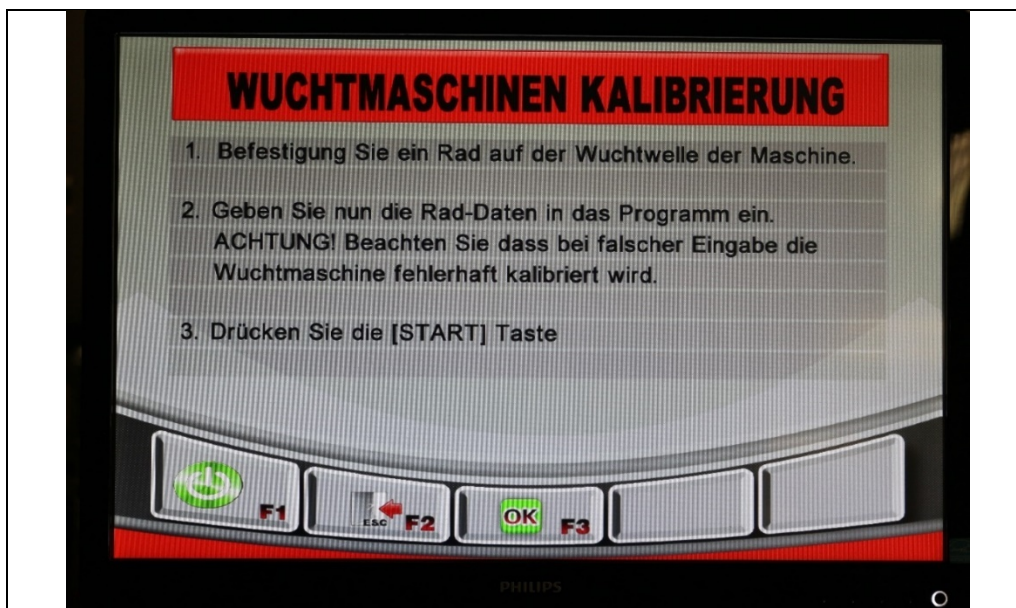 WUCHTMASCHINEN KALIBRIERUNG
1. Befestigung Sie ein Rad auf der Wuchtwelle der Maschine.
2. Geben Sie nun die Rad-Daten in das Programm ein.
ACHTUNG! Beachten Sie dass bei falscher Eingabe die
Wuchtmaschine fehlerhaft kalibriert wird.
3. Drücken Sie die [START] Taste
F1
ESC F2
OK F3
PHILIPS